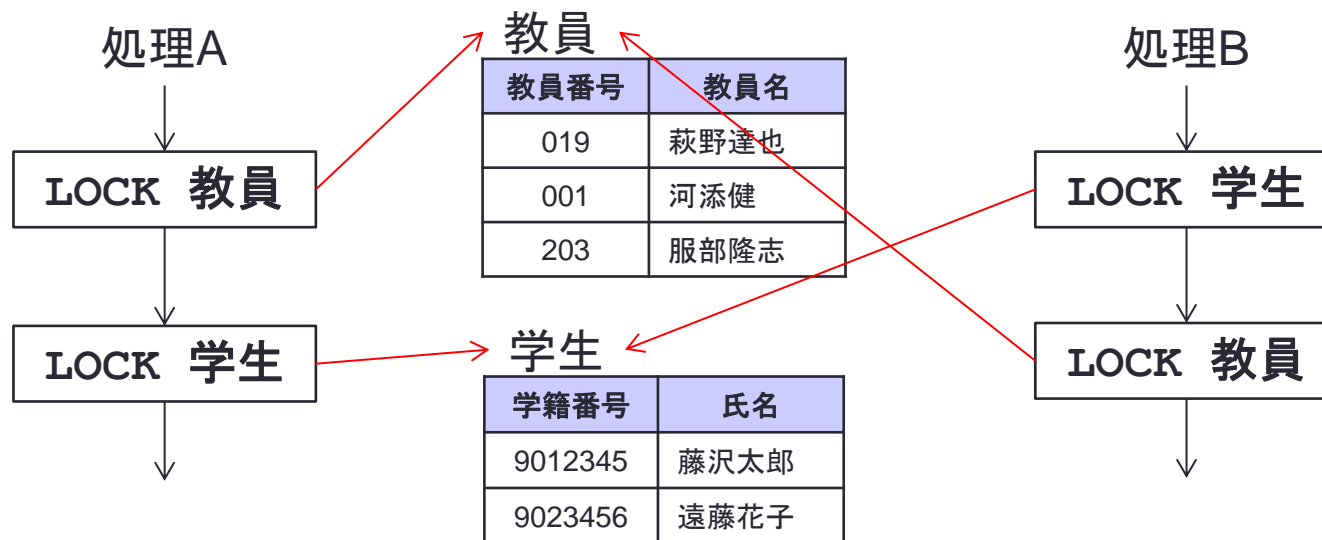 処理A
LOCK 教員
LOCK 学生
教員
教員番号 教員名
019 萩野達也
001 河添健
203 服部隆志
学生
学籍番号 氏名
9012345 藤沢太郎
9023456 遠藤花子
処理B
LOCK 学生
LOCK 教員